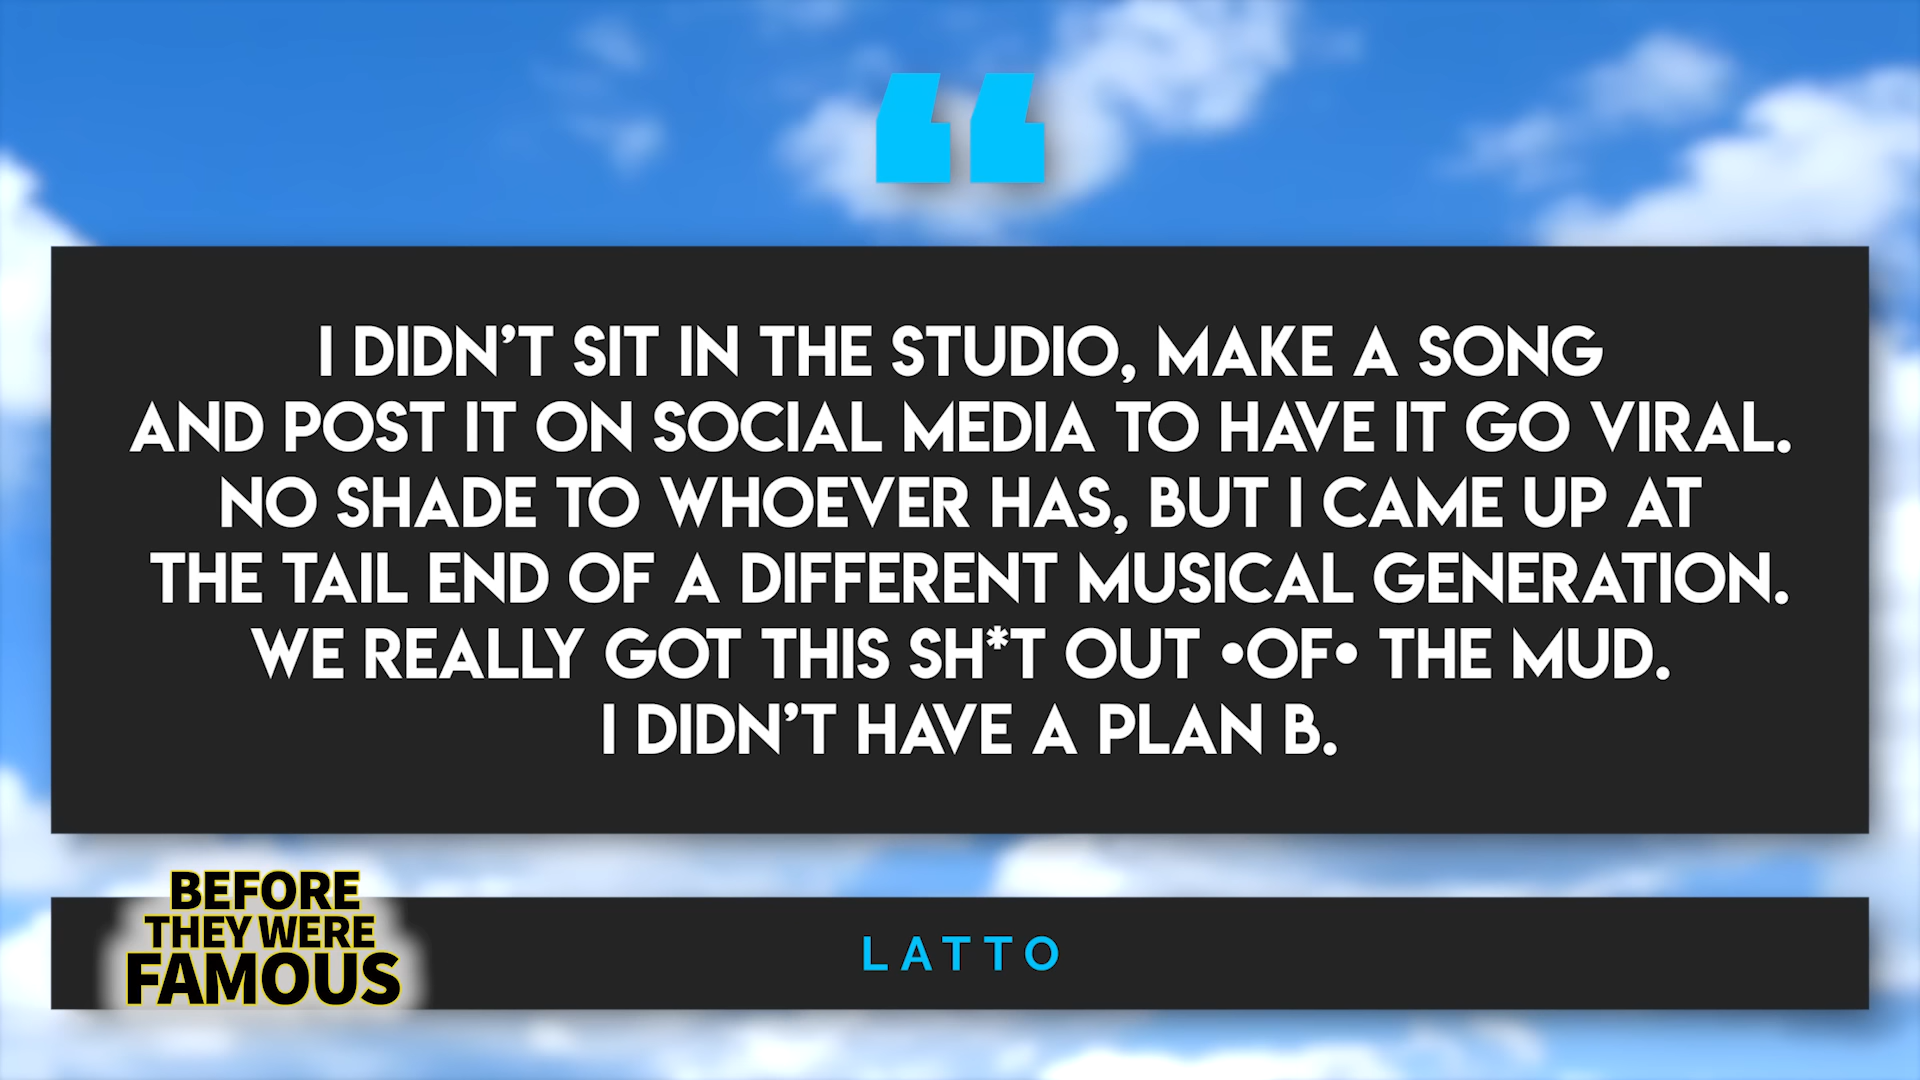 “
I DIDN’T SIT IN THE STUDIO, MAKE A SONG
AND POST IT ON SOCIAL MEDIA TO HAVE IT GO VIRAL.
NO SHADE TO WHOEVER HAS, BUT I CAME UP AT
THE TAIL END OF A DIFFERENT MUSICAL GENERATION.
WE REALLY GOT THIS SH*T OUT •OF• THE MUD.
I DIDN’T HAVE A PLAN B.
BEFORE
THEY WERE
FAMOUS
LATTO